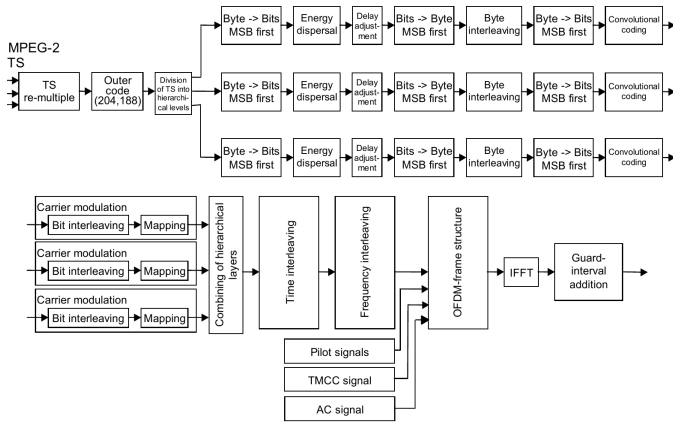 MPEG-2
TS
TS
re-multiple
Outer
code
(204,188)
Division
of TS into
hierarchi-
cal levels
Byte -> Bits
MSB first
Energy
dispersal
Delay
adjust-
ment
Bits -> Byte
MSB first
Byte
interleaving
Byte -> Bits
MSB first
Convolutional
coding
Byte -> Bits
MSB first
Energy
dispersal
Delay
adjust-
ment
Bits -> Byte
MSB first
Byte
interleaving
Byte -> Bits
MSB first
Convolutional
coding
Byte -> Bits
MSB first
Energy
dispersal
Delay
adjust-
ment
Bits -> Byte
MSB first
Byte
interleaving
Byte -> Bits
MSB first
Convolutional
coding
Carrier modulation
Bit interleaving
Mapping
Carrier modulation
Bit interleaving
Mapping
Carrier modulation
Bit interleaving
Mapping
Combining of hierarchical
layers
Time interleaving
Frequency interleaving
Pilot signals
TMCC signal
AC signal
OFDM-frame structure
IFFT
Guard-
interval
addition